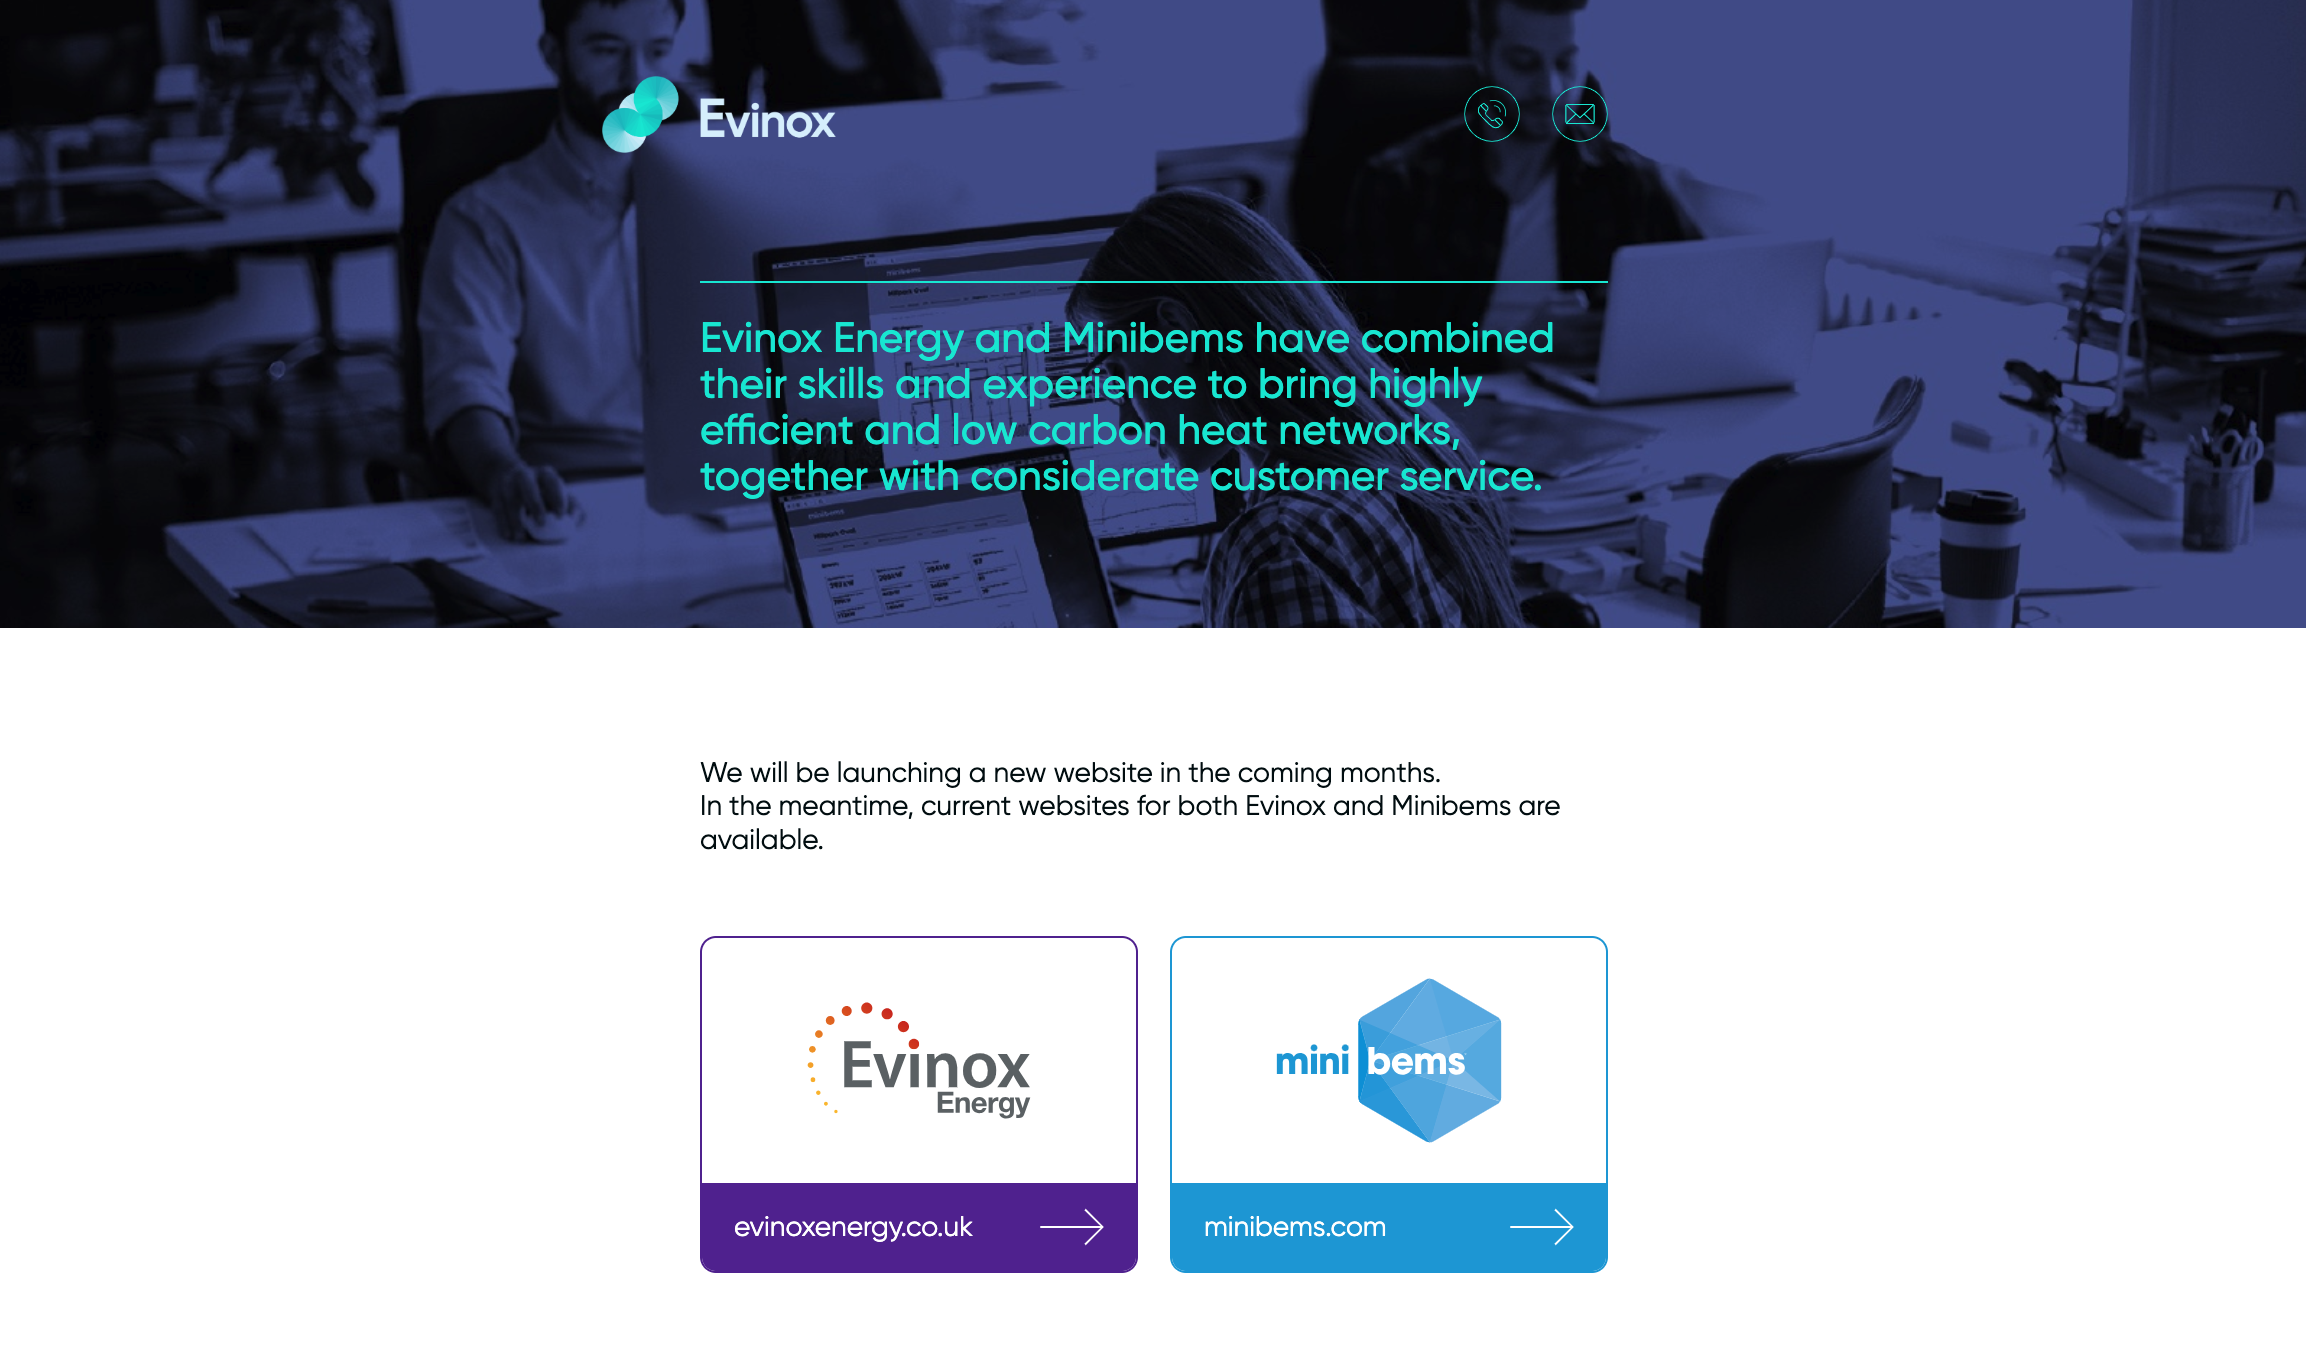 Evinox
Evinox Energy and Minibems have combined
their skills and experience to bring highly
efficient and low carbon heat networks,
together with considerate customer service.
We will be launching a new website in the coming months.
In the meantime, current websites for both Evinox and Minibems are
available.
Evinox
Energy
mini bems
evinoxenergy.co.uk
minibems.com